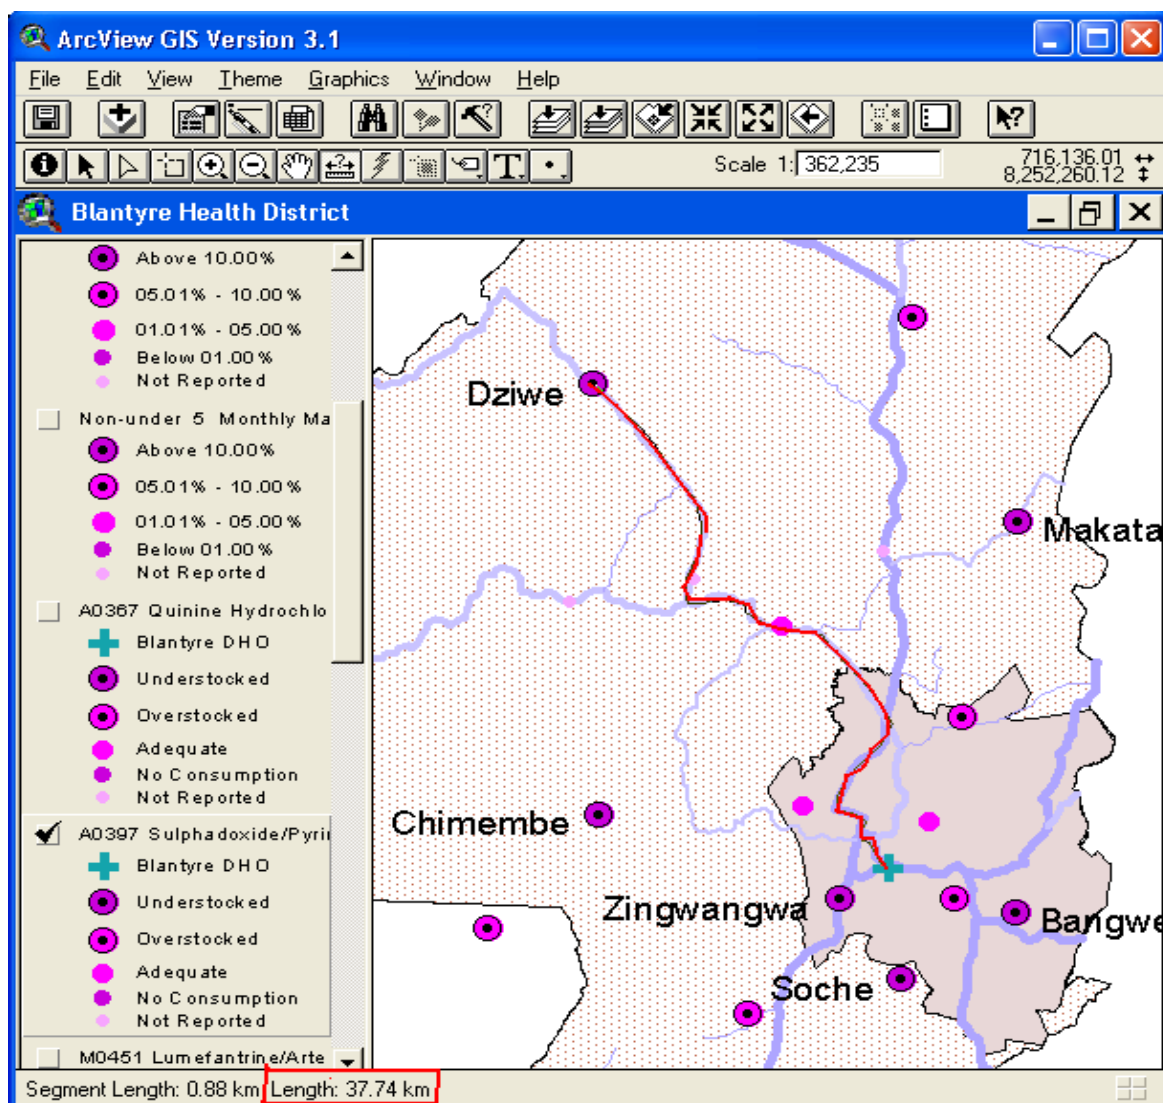 ArcView GIS Version 3.1
File Edit View Theme Graphics Window Help
Scale 1: 362,235
716,136.01
8,252,260.12
Blantyre Health District
Above 10.00%
05.01% - 10.00%
01.01% - 05.00%
Below 01.00%
Not Reported
Non-under 5 Monthly Ma
Above 10.00%
05.01% - 10.00%
01.01% - 05.00%
Below 01.00%
Not Reported
A0367 Quinine Hydrochlo
Blantyre DHO
Understocked
Overstocked
Adequate
No Consumption
Not Reported
A0397 Sulphadoxide/Pyrin
Blantyre DHO
Understocked
Overstocked
Adequate
No Consumption
Not Reported
M0451 Lumefantrine/Arte
Dziwe
Makata
Chimembe
Zingwangwa
Bangwe
Soche
Segment Length: 0.88 km Length: 37.74 km